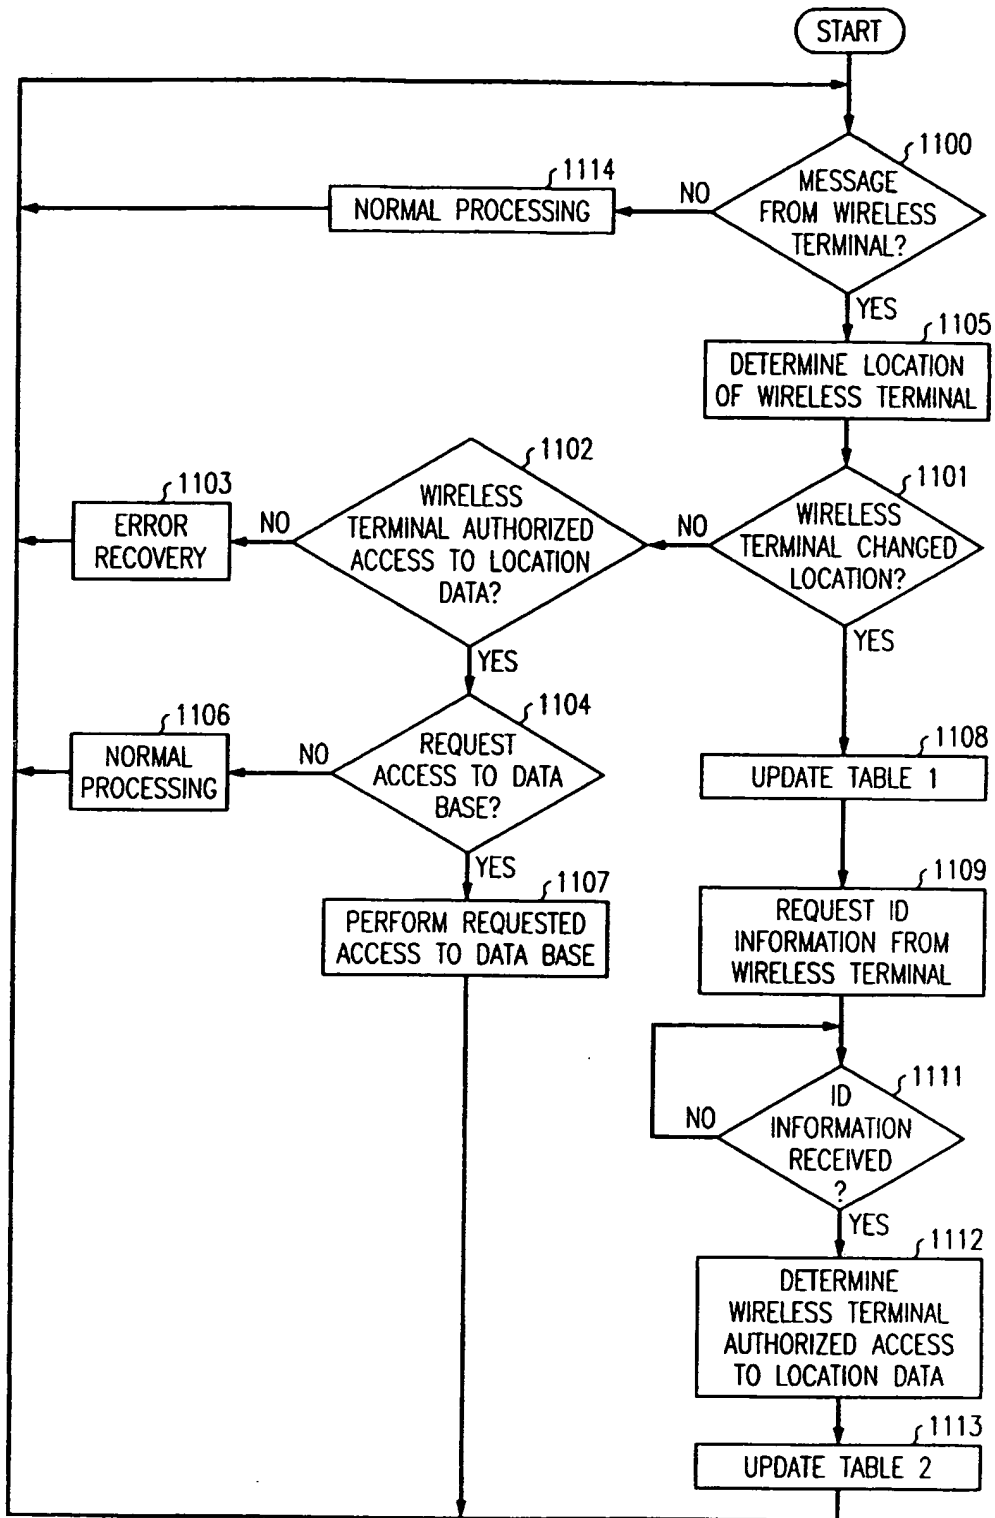 START
1100
MESSAGE
FROM WIRELESS
TERMINAL?
NO
1114
NORMAL PROCESSING
YES
1105
DETERMINE LOCATION
OF WIRELESS TERMINAL
1101
WIRELESS
TERMINAL CHANGED
LOCATION?
NO
1102
WIRELESS
TERMINAL AUTHORIZED
ACCESS TO LOCATION
DATA?
NO
1103
ERROR
RECOVERY
YES
1104
REQUEST
ACCESS TO DATA
BASE?
NO
1106
NORMAL
PROCESSING
YES
1107
PERFORM REQUESTED
ACCESS TO DATA BASE
YES
1108
UPDATE TABLE 1
1109
REQUEST ID
INFORMATION FROM
WIRELESS TERMINAL
1111
ID
INFORMATION
RECEIVED
?
NO
YES
1112
DETERMINE
WIRELESS TERMINAL
AUTHORIZED ACCESS
TO LOCATION DATA
1113
UPDATE TABLE 2